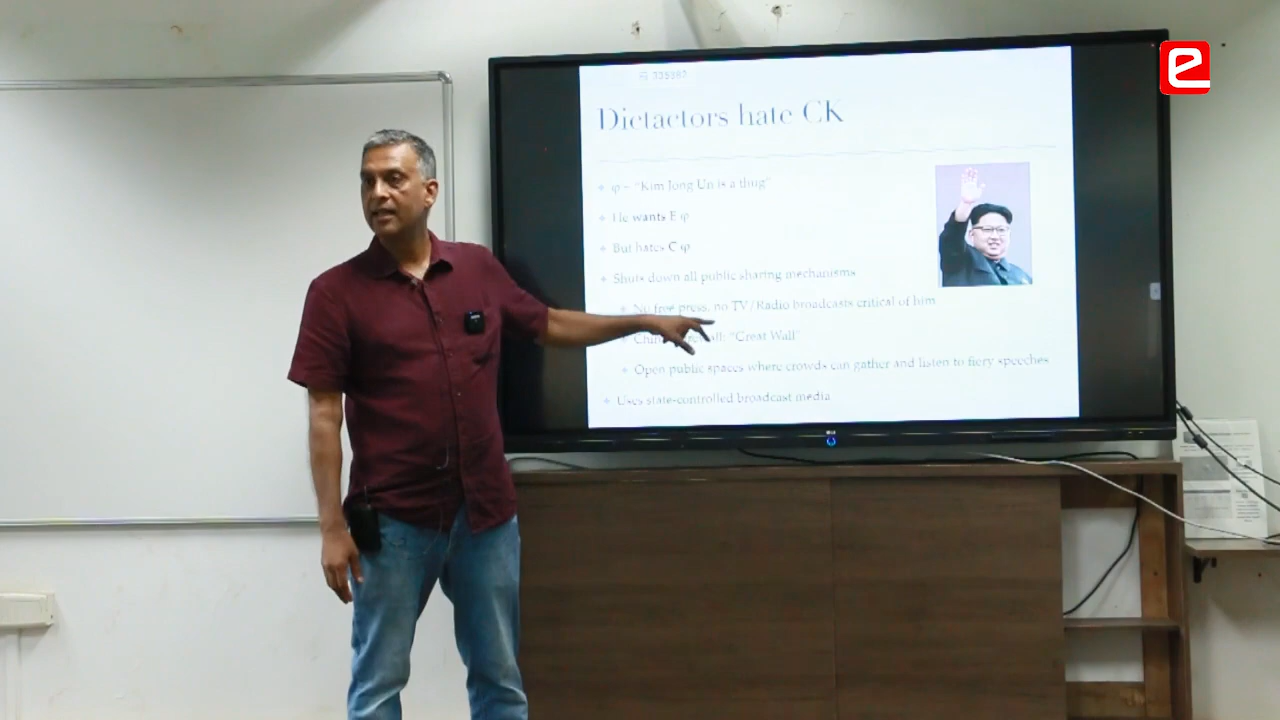 Dictactors hate CK
φ = "Kim Jong Un is a thug"
He wants E φ
But hates C φ
Shuts down all public sharing mechanisms
No free press, no TV/Radio broadcasts critical of him
"Great Wall"
Open public spaces where crowds can gather and listen to fiery speeches
Uses state-controlled broadcast media
e